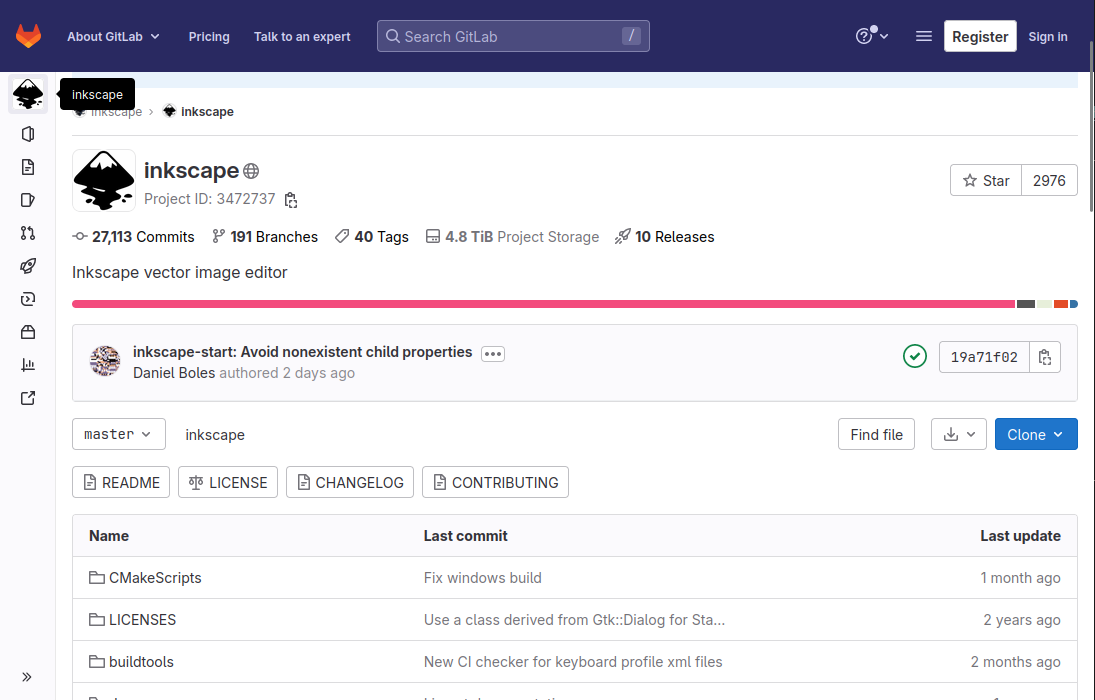 About GitLab Pricing Talk to an expert Search GitLab / Register Sign in
inkscape
inkscape › inkscape
inkscape
Project ID: 3472737
Star 2976
27,113 Commits 191 Branches 40 Tags 4.8 TiB Project Storage 10 Releases
Inkscape vector image editor
inkscape-start: Avoid nonexistent child properties
Daniel Boles authored 2 days ago
19a71f02
master inkscape Find file Clone
README LICENSE CHANGELOG CONTRIBUTING
Name Last commit Last update
CMakeScripts Fix windows build 1 month ago
LICENSES Use a class derived from Gtk::Dialog for Sta... 2 years ago
buildtools New CI checker for keyboard profile xml files 2 months ago